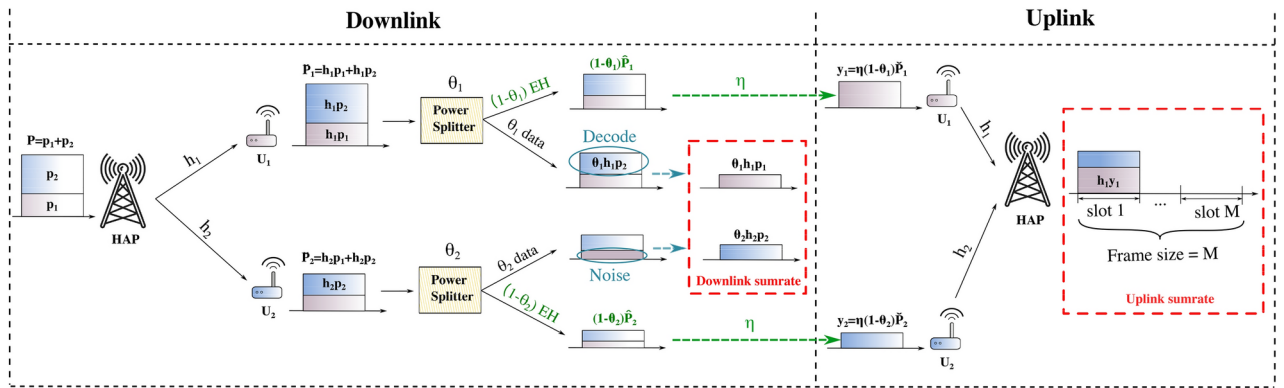 Downlink
Uplink
P=p₁+p₂
p₂
p₁
HAP
h₁
h₂
U₁
P₁=h₁p₁+h₁p₂
h₁p₂
h₁p₁
θ₁
Power
Splitter
(1-θ₁) EH
θ₁ data
(1-θ₁)P̂₁
η
Decode
θ₁h₁p₂
θ₁h₁p₁
U₂
P₂=h₂p₁+h₂p₂
h₂p₂
θ₂
Power
Splitter
θ₂ data
(1-θ₂) EH
Noise
θ₂h₂p₂
Downlink sumrate
(1-θ₂)P̂₂
η
y₁=η(1-θ₁)P̌₁
U₁
h₁
y₂=η(1-θ₂)P̌₂
U₂
h₂
HAP
h₁y₁
slot 1
...
slot M
Frame size = M
Uplink sumrate